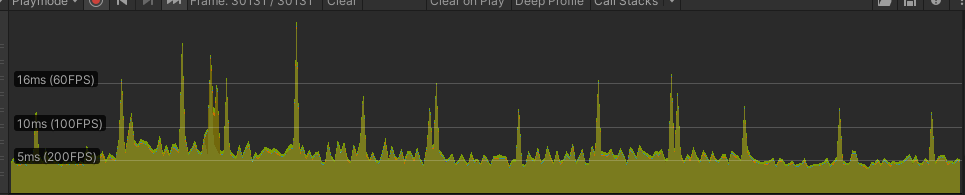 Playmode Frame: 30131 / 30131 Clear Clear on Play Deep Profile Call Stacks
16ms (60FPS)
10ms (100FPS)
5ms (200FPS)